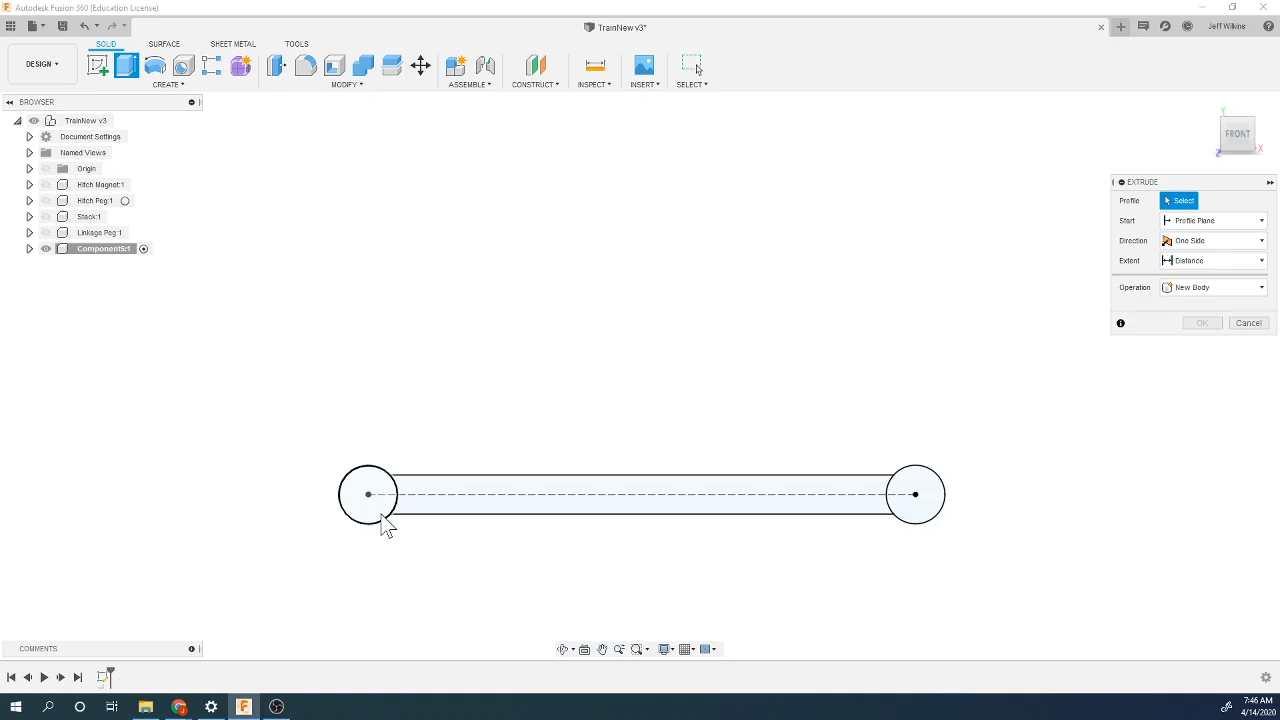 Autodesk Fusion 360 (Education License)
TrainNew v3*
Jeff Wilkins
DESIGN
SOLID
SURFACE
SHEET METAL
TOOLS
CREATE
MODIFY
ASSEMBLE
CONSTRUCT
INSPECT
INSERT
SELECT
BROWSER
TrainNew v3
Document Settings
Named Views
Origin
Hitch Magnet:1
Hitch Peg:1
Stack:1
Linkage Peg:1
Component5:1
FRONT
Y
X
Z
EXTRUDE
Profile Select
Start Profile Plane
Direction One Side
Extent Distance
Operation New Body
OK Cancel
COMMENTS
7:46 AM
4/14/2020